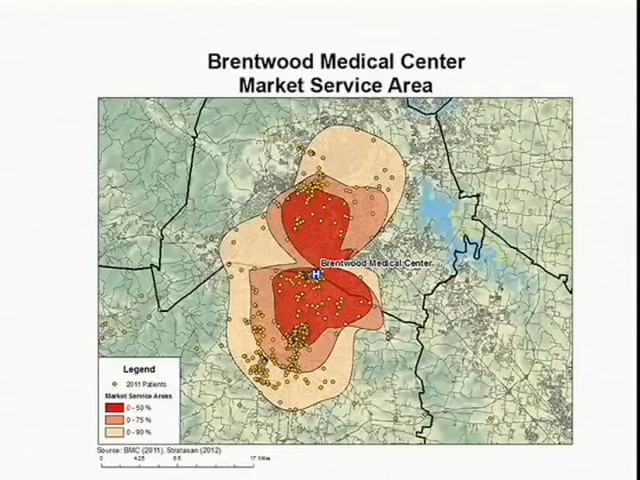 Brentwood Medical Center
Market Service Area
Brentwood Medical Center
H
Legend
2011 Patients
Market Service Areas
0 - 50 %
0 - 75 %
0 - 90 %
Source: BMC (2011), Stratasan (2012)
0 4.25 8.5 17 Miles